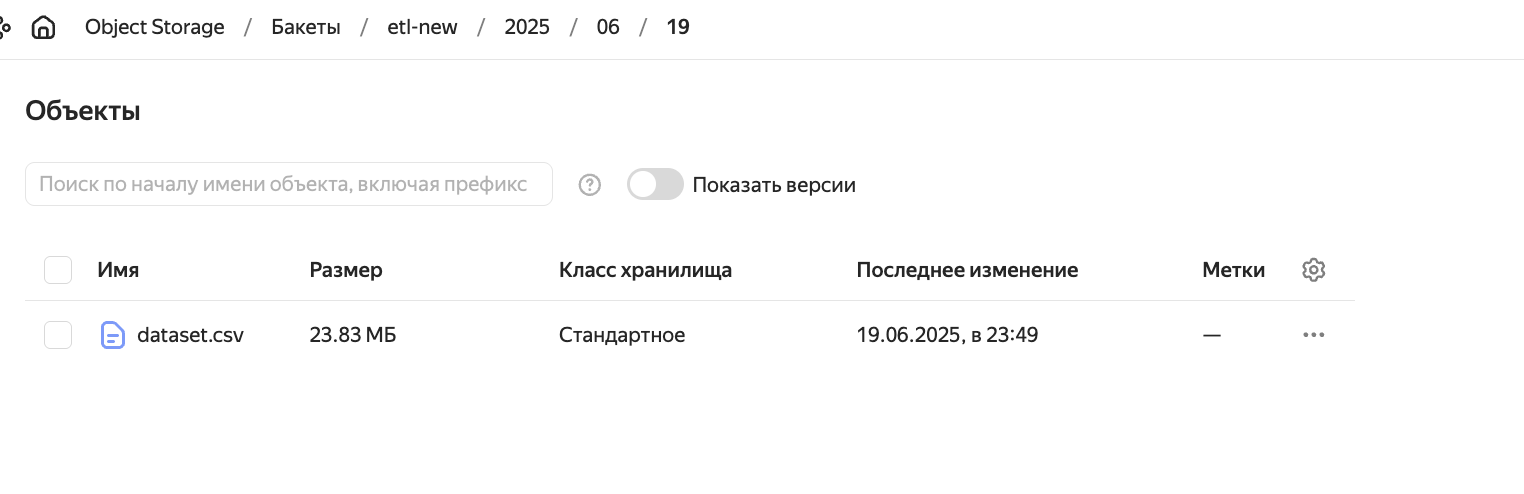 Object Storage / Бакеты / etl-new / 2025 / 06 / 19
Объекты
Поиск по началу имени объекта, включая префикс ? Показать версии
Имя Размер Класс хранилища Последнее изменение Метки
dataset.csv 23.83 МБ Стандартное 19.06.2025, в 23:49 —